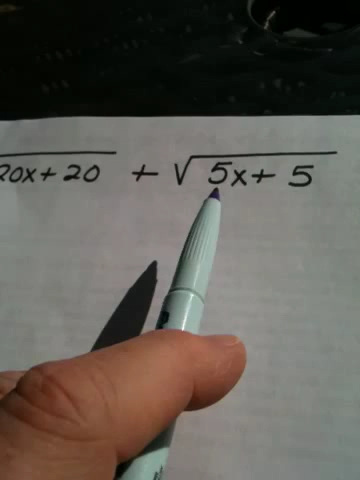 20x + 20 + √5x + 5